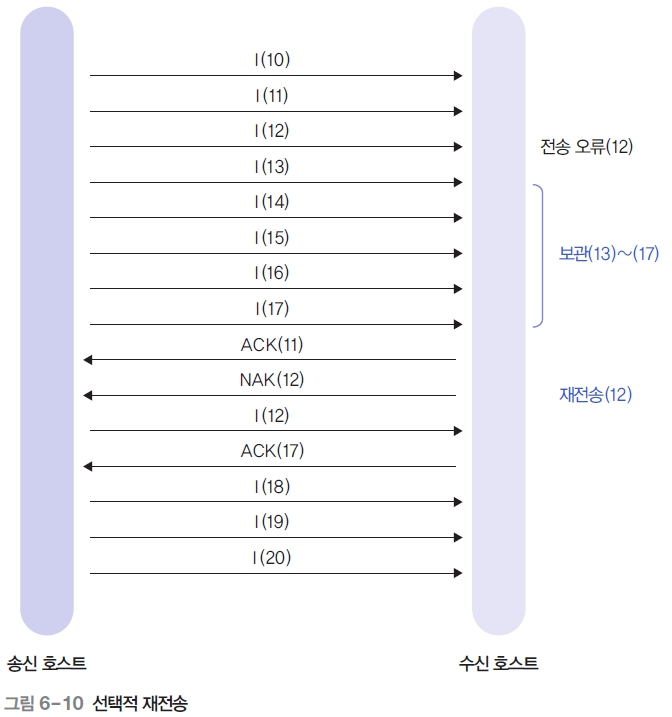 I(10)
I(11)
I(12)
전송 오류(12)
I(13)
I(14)
I(15)
보관(13)~(17)
I(16)
I(17)
ACK(11)
NAK(12)
재전송(12)
I(12)
ACK(17)
I(18)
I(19)
I(20)
송신 호스트
수신 호스트
그림 6-10 선택적 재전송